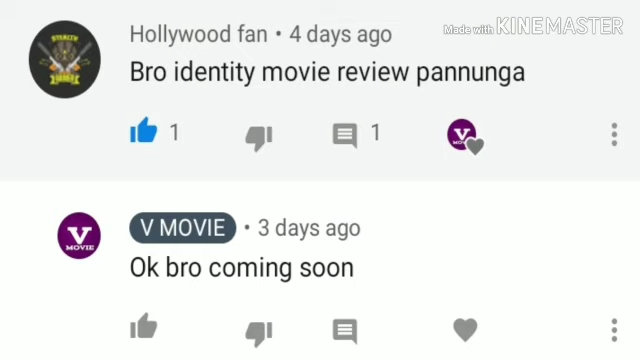 Made with KINEMASTER
Hollywood fan • 4 days ago
Bro identity movie review pannunga
1 1
V
V MOVIE • 3 days ago
V
MOVIE
Ok bro coming soon